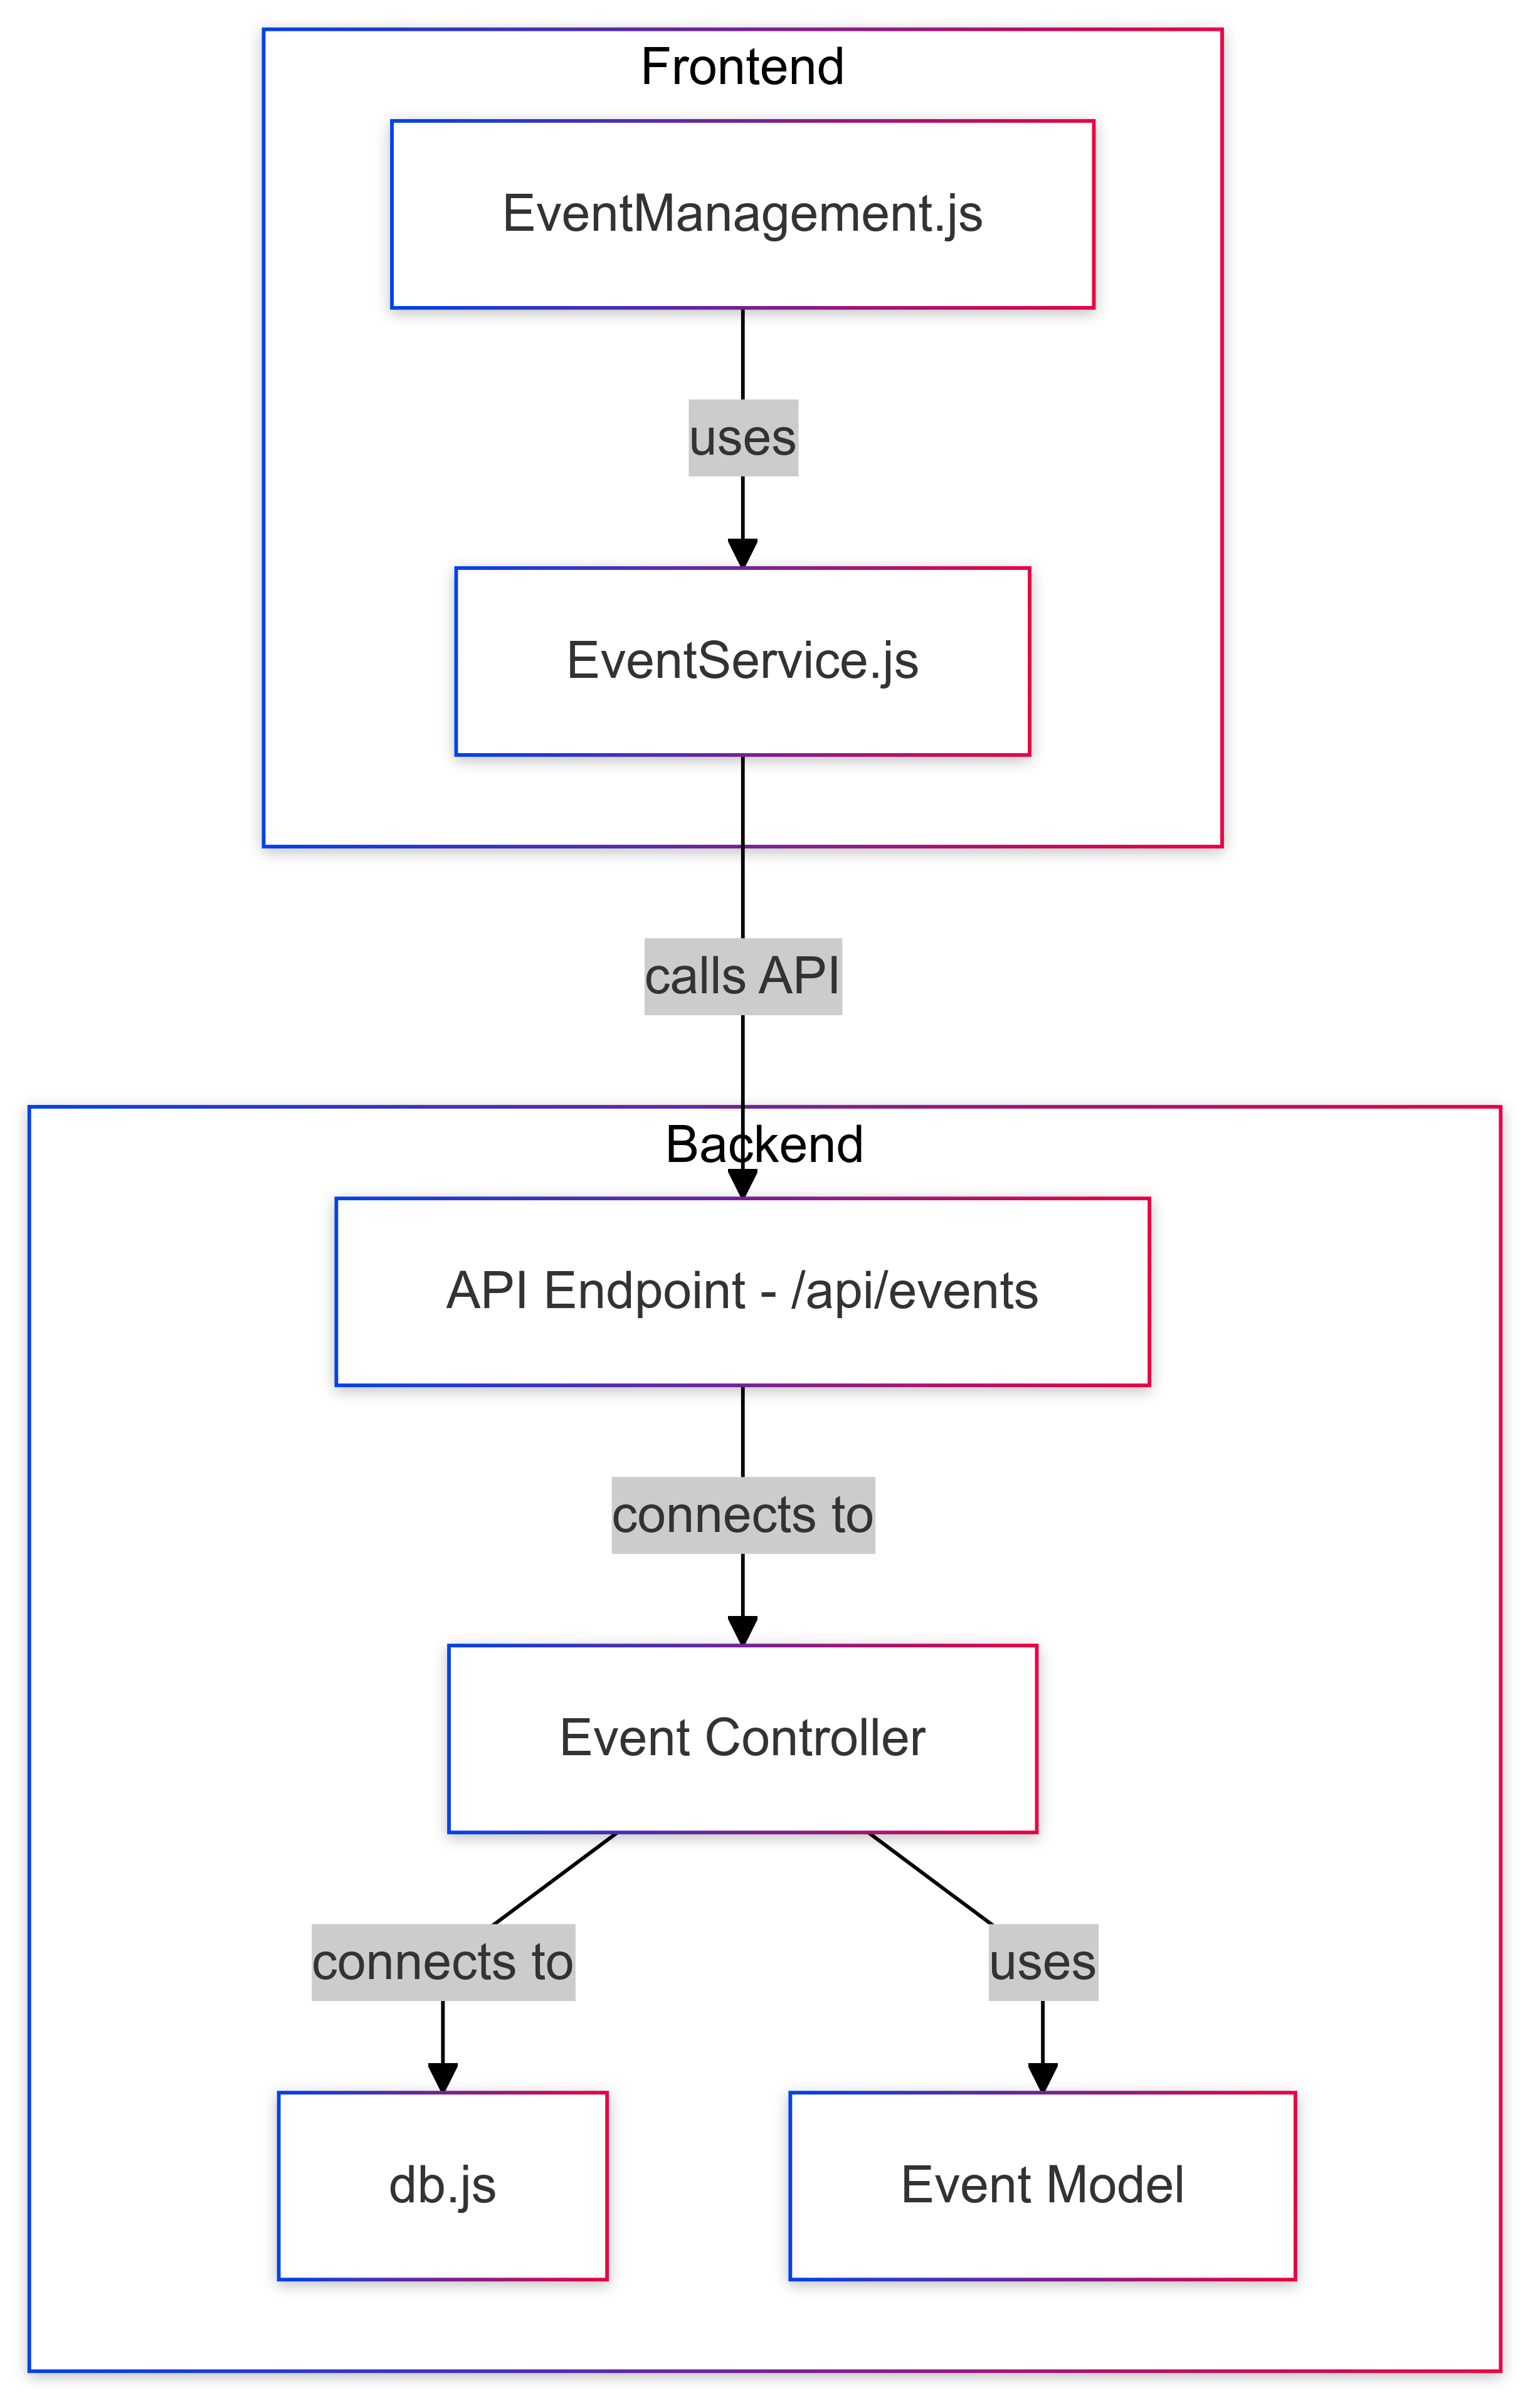 Frontend
EventManagement.js
uses
EventService.js
calls API
Backend
API Endpoint - /api/events
connects to
Event Controller
connects to
uses
db.js
Event Model